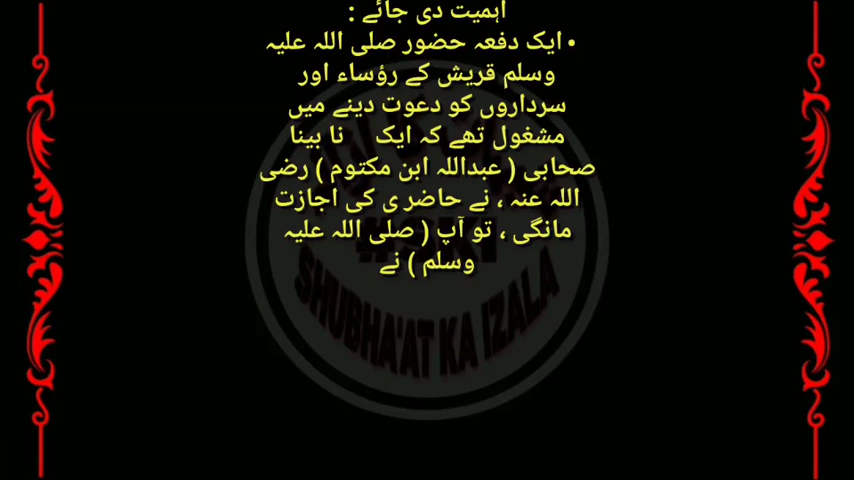 اہمیت دی جائے :
• ایک دفعہ حضور صلی اللہ علیہ
وسلم قریش کے رؤساء اور
سرداروں کو دعوت دینے میں
مشغول تھے کہ ایک نا بینا
صحابی ( عبداللہ ابن مکتوم ) رضی
اللہ عنہ ، نے حاضر ی کی اجازت
مانگی ، تو آپ ( صلی اللہ علیہ
وسلم ) نے
SHUBHA'AT KA IZALA